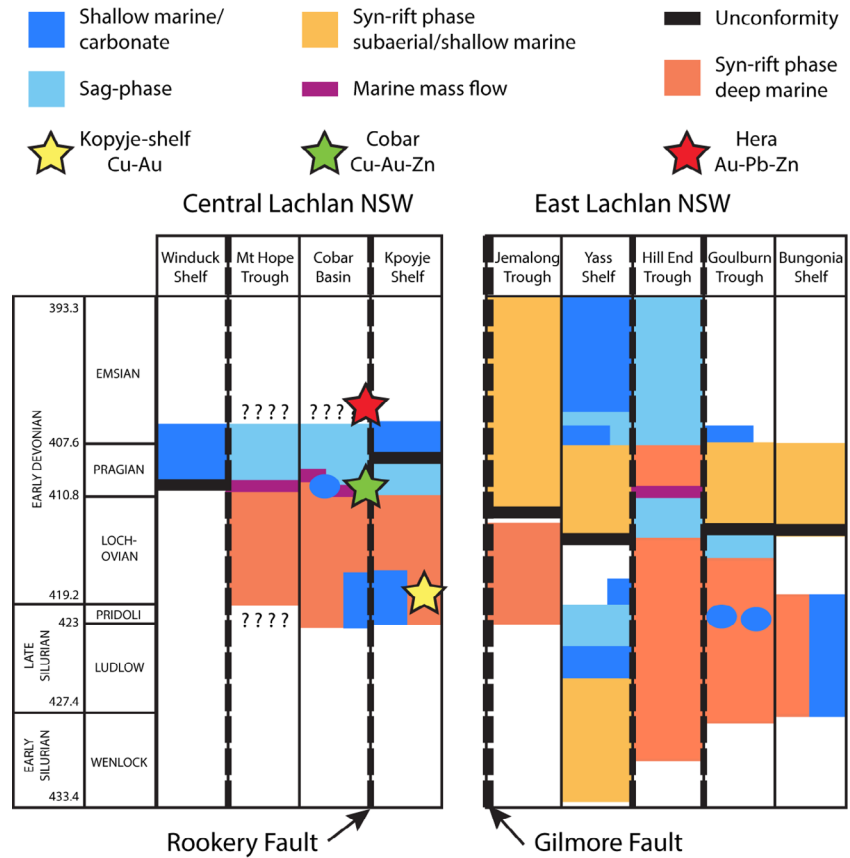 Shallow marine/
carbonate
Syn-rift phase
subaerial/shallow marine
Unconformity
Sag-phase
Marine mass flow
Syn-rift phase
deep marine
Kopyje-shelf
Cu-Au
Cobar
Cu-Au-Zn
Hera
Au-Pb-Zn
Central Lachlan NSW
East Lachlan NSW
Winduck
Shelf
Mt Hope
Trough
Cobar
Basin
Kpoyje
Shelf
Jemalong
Trough
Yass
Shelf
Hill End
Trough
Goulburn
Trough
Bungonia
Shelf
393.3
EMSIAN
407.6
PRAGIAN
410.8
LOCH-
OVIAN
419.2
PRIDOLI
423
LUDLOW
427.4
WENLOCK
433.4
EARLY DEVONIAN
LATE
SILURIAN
EARLY
SILURIAN
? ? ? ?
? ? ? ?
? ? ? ?
Rookery Fault
Gilmore Fault